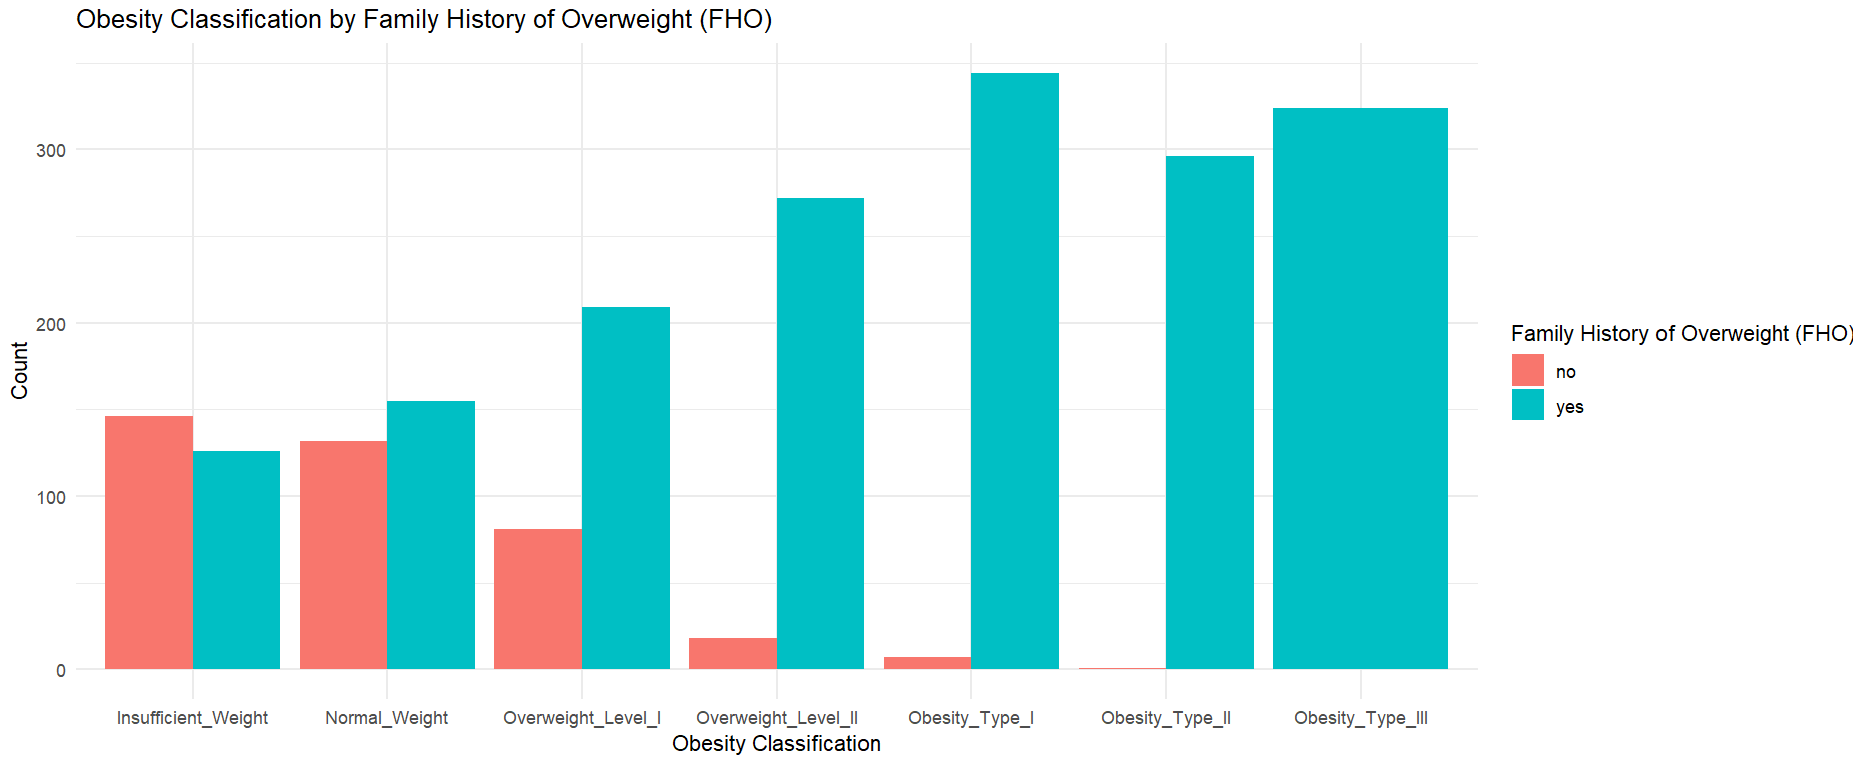 Obesity Classification by Family History of Overweight (FHO)
300
200
100
0
Count
Insufficient_Weight
Normal_Weight
Overweight_Level_I
Overweight_Level_II
Obesity_Type_I
Obesity_Type_II
Obesity_Type_III
Obesity Classification
Family History of Overweight (FHO)
no
yes